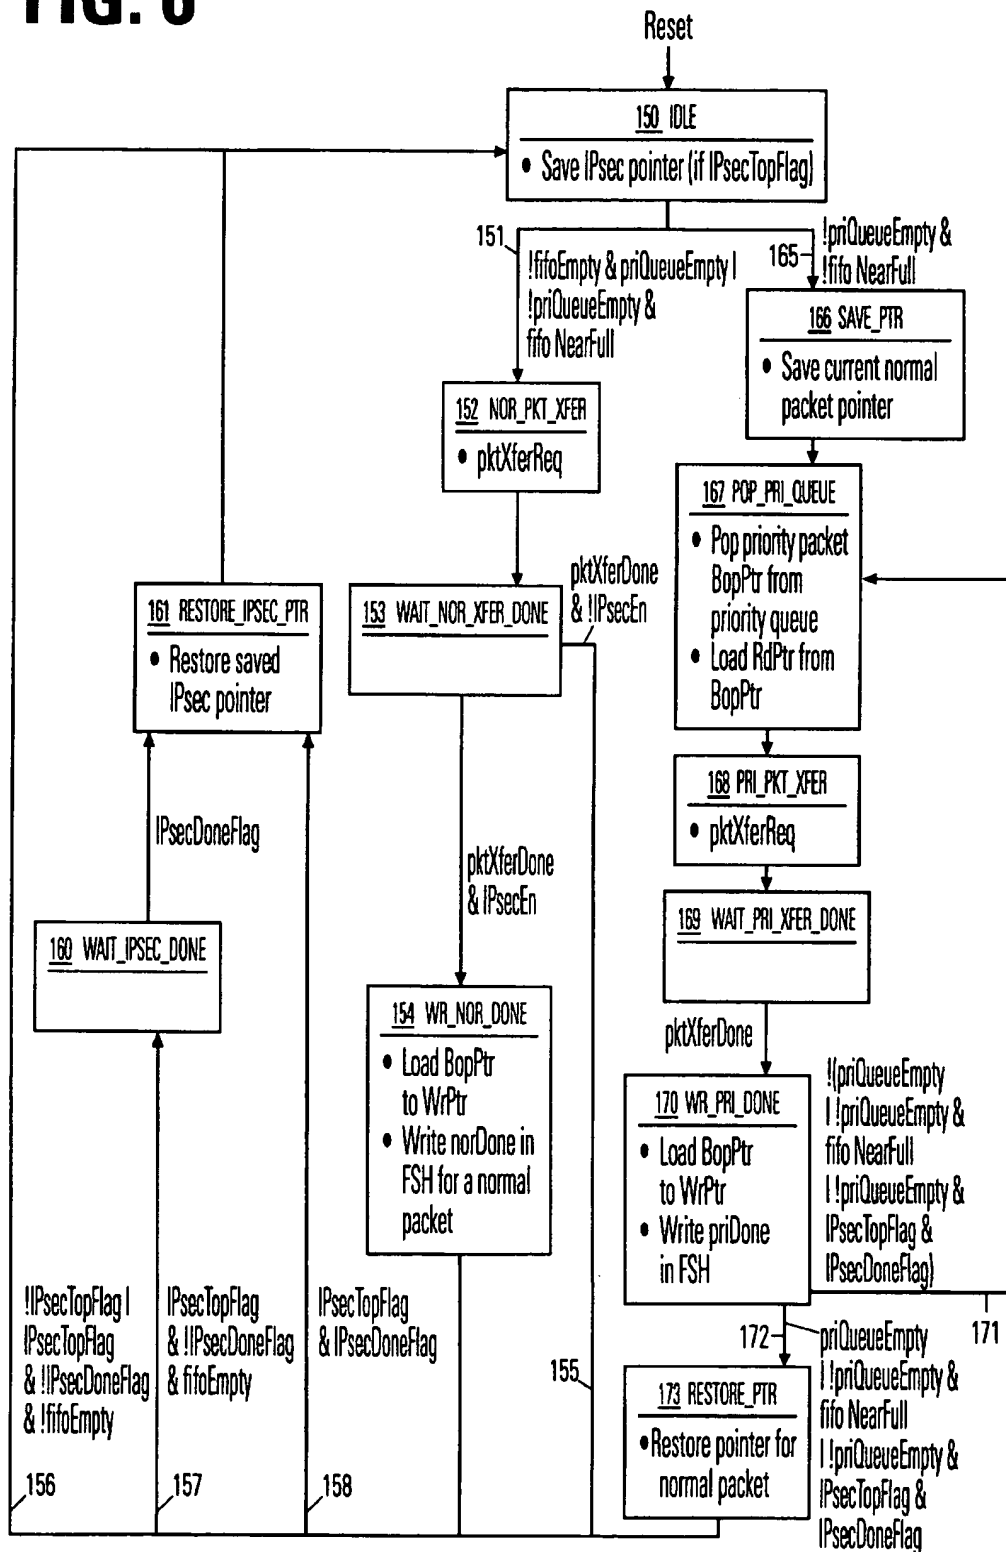 FIG. 6
Reset
150 IDLE
• Save IPsec pointer (if IPsecTopFlag)
151
!fifoEmpty & priQueueEmpty |
!priQueueEmpty &
fifo NearFull
165
!priQueueEmpty &
!fifo NearFull
166 SAVE_PTR
• Save current normal
packet pointer
152 NOR_PKT_XFER
• pktXferReq
167 POP_PRI_QUEUE
• Pop priority packet
BopPtr from
priority queue
• Load RdPtr from
BopPtr
153 WAIT_NOR_XFER_DONE
pktXferDone
& !IPsecEn
161 RESTORE_IPSEC_PTR
• Restore saved
IPsec pointer
168 PRI_PKT_XFER
• pktXferReq
IPsecDoneFlag
pktXferDone
& IPsecEn
169 WAIT_PRI_XFER_DONE
160 WAIT_IPSEC_DONE
pktXferDone
154 WR_NOR_DONE
• Load BopPtr
to WrPtr
• Write norDone in
FSH for a normal
packet
170 WR_PRI_DONE
• Load BopPtr
to WrPtr
• Write priDone
in FSH
!(priQueueEmpty
| !priQueueEmpty &
fifo NearFull
| !priQueueEmpty &
IPsecTopFlag &
IPsecDoneFlag)
171
!IPsecTopFlag |
IPsecTopFlag
& !IPsecDoneFlag
& !fifoEmpty
IPsecTopFlag
& !IPsecDoneFlag
& fifoEmpty
IPsecTopFlag
& IPsecDoneFlag
155
172
priQueueEmpty
| !priQueueEmpty &
fifo NearFull
| !priQueueEmpty &
IPsecTopFlag &
IPsecDoneFlag
173 RESTORE_PTR
• Restore pointer for
normal packet
156
157
158